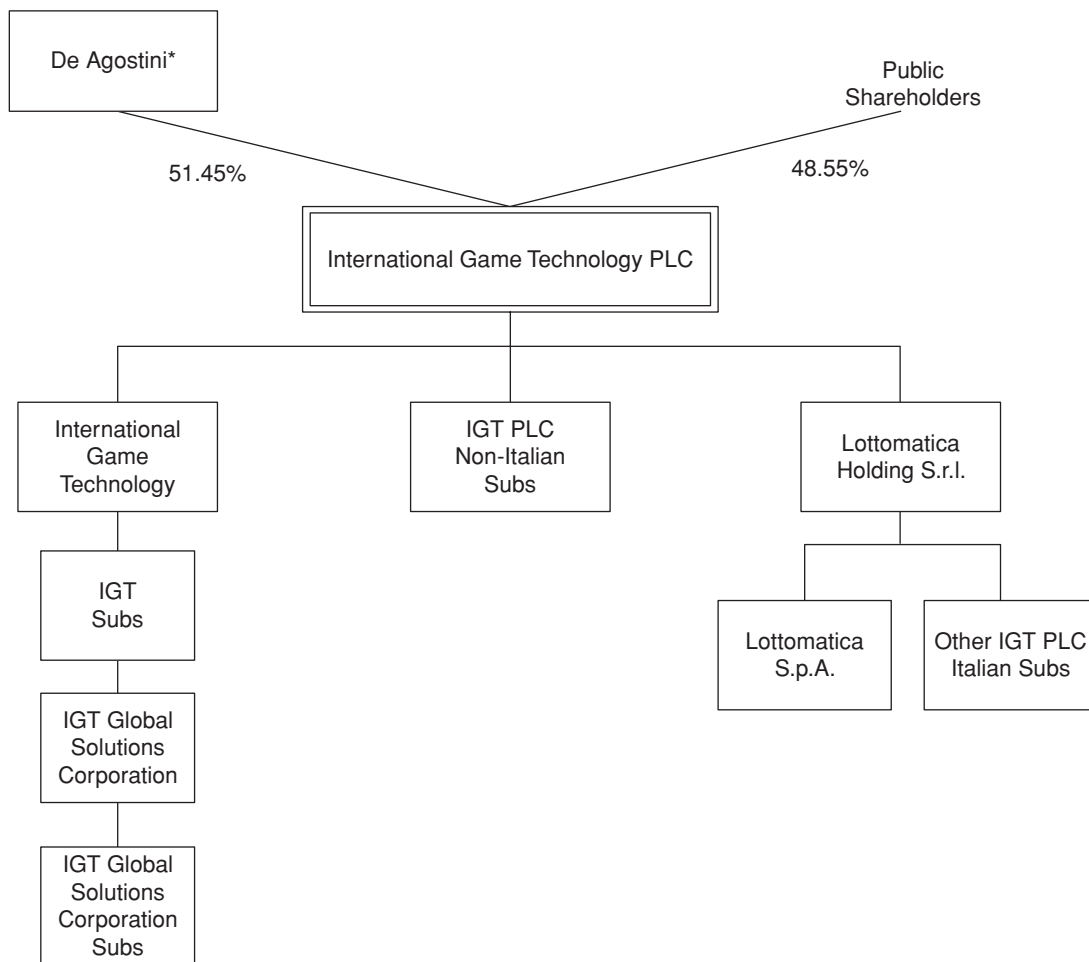 De Agostini*
Public
Shareholders
51.45%
48.55%
International Game Technology PLC
International
Game
Technology
IGT PLC
Non-Italian
Subs
Lottomatica
Holding S.r.l.
IGT
Subs
Lottomatica
S.p.A.
Other IGT PLC
Italian Subs
IGT Global
Solutions
Corporation
IGT Global
Solutions
Corporation
Subs